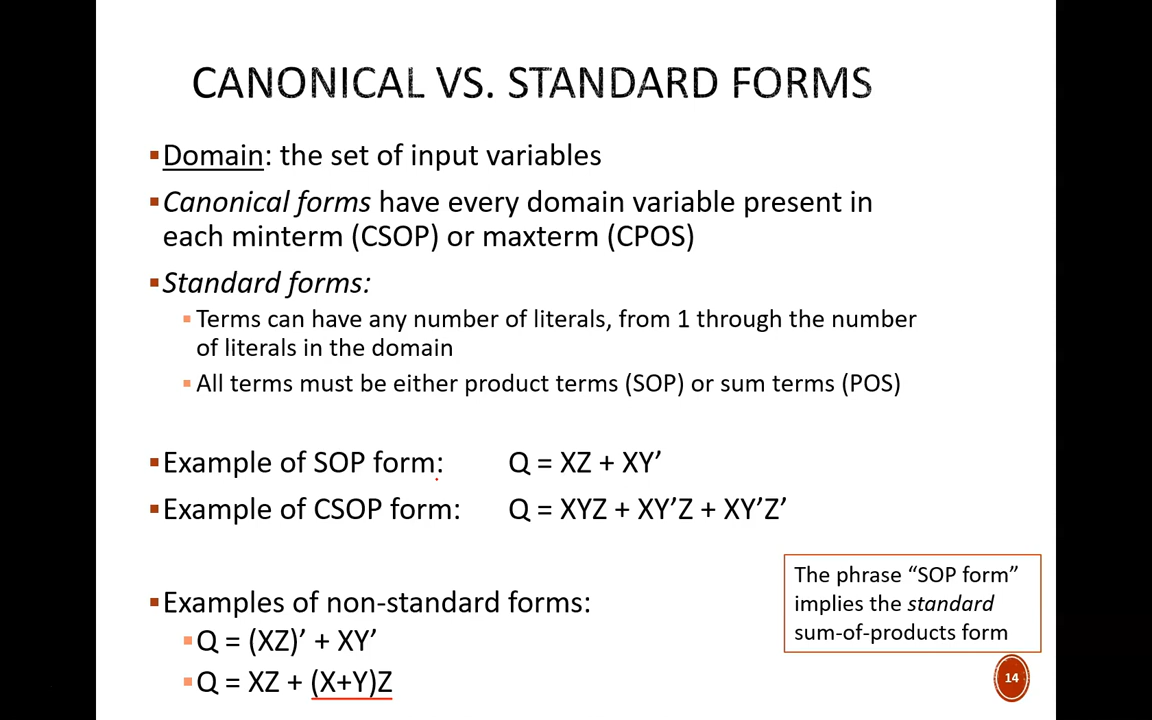 CANONICAL VS. STANDARD FORMS
▪Domain: the set of input variables
▪Canonical forms have every domain variable present in
each minterm (CSOP) or maxterm (CPOS)
▪Standard forms:
▪Terms can have any number of literals, from 1 through the number
of literals in the domain
▪All terms must be either product terms (SOP) or sum terms (POS)
▪Example of SOP form: Q = XZ + XY’
▪Example of CSOP form: Q = XYZ + XY’Z + XY’Z’
▪Examples of non-standard forms:
▪Q = (XZ)’ + XY’
▪Q = XZ + (X+Y)Z
The phrase “SOP form”
implies the standard
sum-of-products form
14